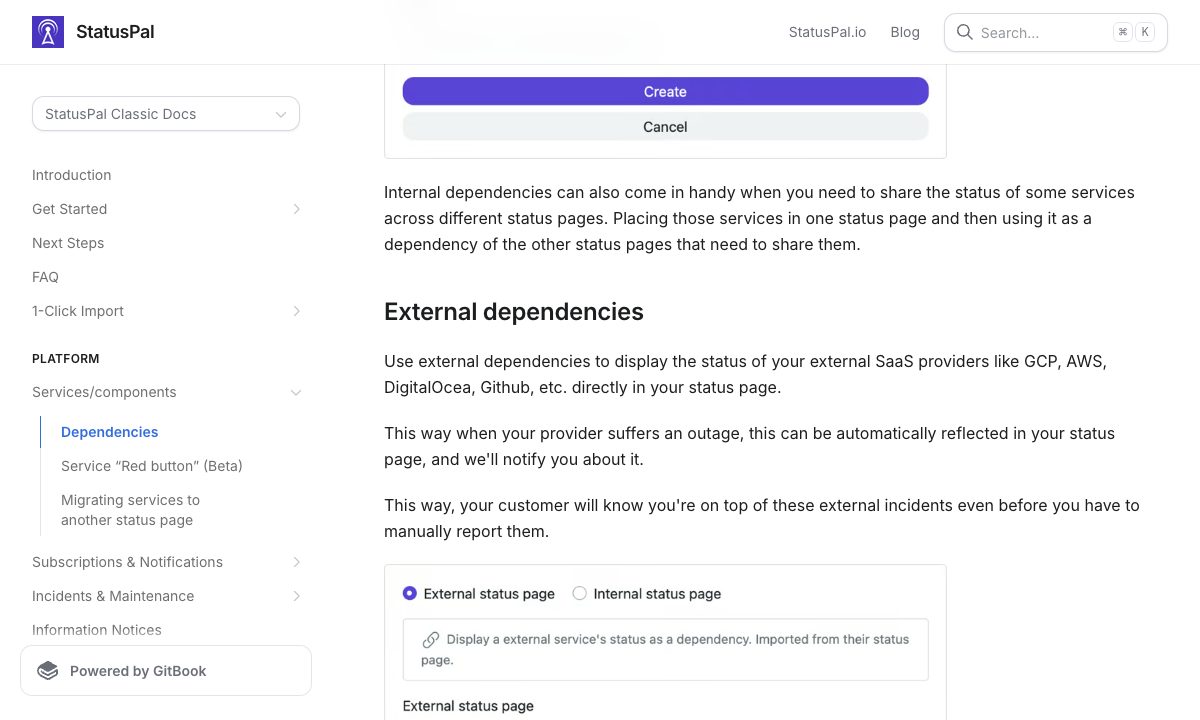 StatusPal
StatusPal.io
Blog
Search...
⌘ K
StatusPal Classic Docs
Introduction
Get Started
Next Steps
FAQ
1-Click Import
PLATFORM
Services/components
Dependencies
Service “Red button” (Beta)
Migrating services to
another status page
Subscriptions & Notifications
Incidents & Maintenance
Information Notices
Powered by GitBook
Create
Cancel
Internal dependencies can also come in handy when you need to share the status of some services
across different status pages. Placing those services in one status page and then using it as a
dependency of the other status pages that need to share them.
External dependencies
Use external dependencies to display the status of your external SaaS providers like GCP, AWS,
DigitalOcea, Github, etc. directly in your status page.
This way when your provider suffers an outage, this can be automatically reflected in your status
page, and we'll notify you about it.
This way, your customer will know you're on top of these external incidents even before you have to
manually report them.
External status page
Internal status page
Display a external service's status as a dependency. Imported from their status
page.
External status page